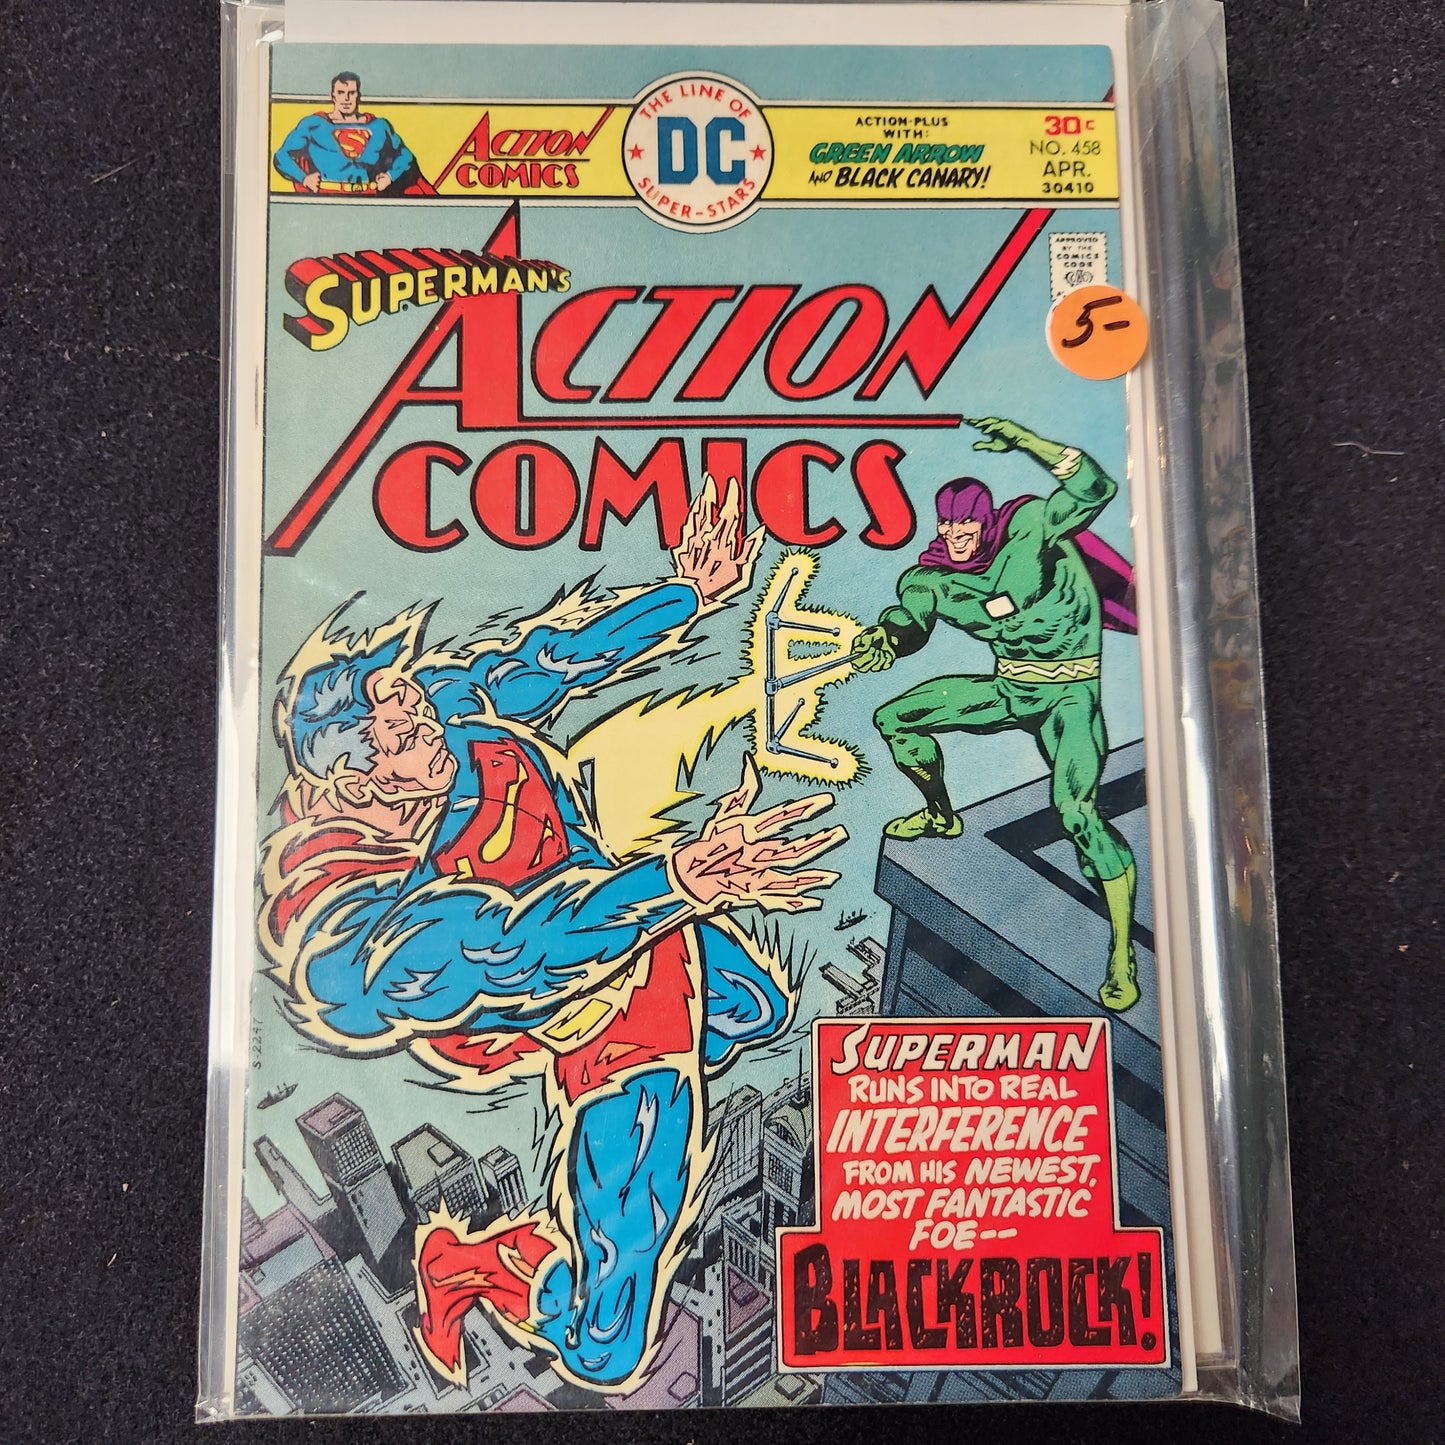 ACTION
COMICS
THE LINE OF
DC
SUPER-STARS
ACTION-PLUS
WITH:
GREEN ARROW
AND BLACK CANARY!
30¢
NO. 458
APR.
30410
APPROVED
BY THE
COMICS
CODE
5-
SUPERMAN'S
ACTION
COMICS
S-2247
SUPERMAN
RUNS INTO REAL
INTERFERENCE
FROM HIS NEWEST,
MOST FANTASTIC
FOE--
BLACKROCK!